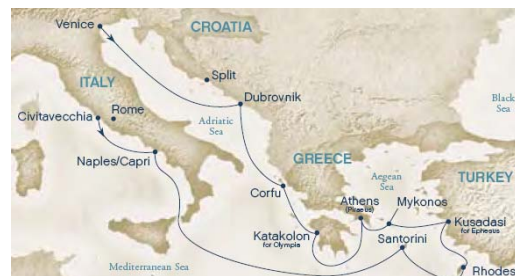 Venice
CROATIA
Split
ITALY
Dubrovnik
Civitavecchia
Rome
Adriatic
Sea
Black
Sea
Naples/Capri
GREECE
Aegean
Sea
TURKEY
Corfu
Athens
(Piraeus)
Mykonos
Kusadasi
for Ephesus
Katakolon
for Olympia
Santorini
Mediterranean Sea
Rhodes